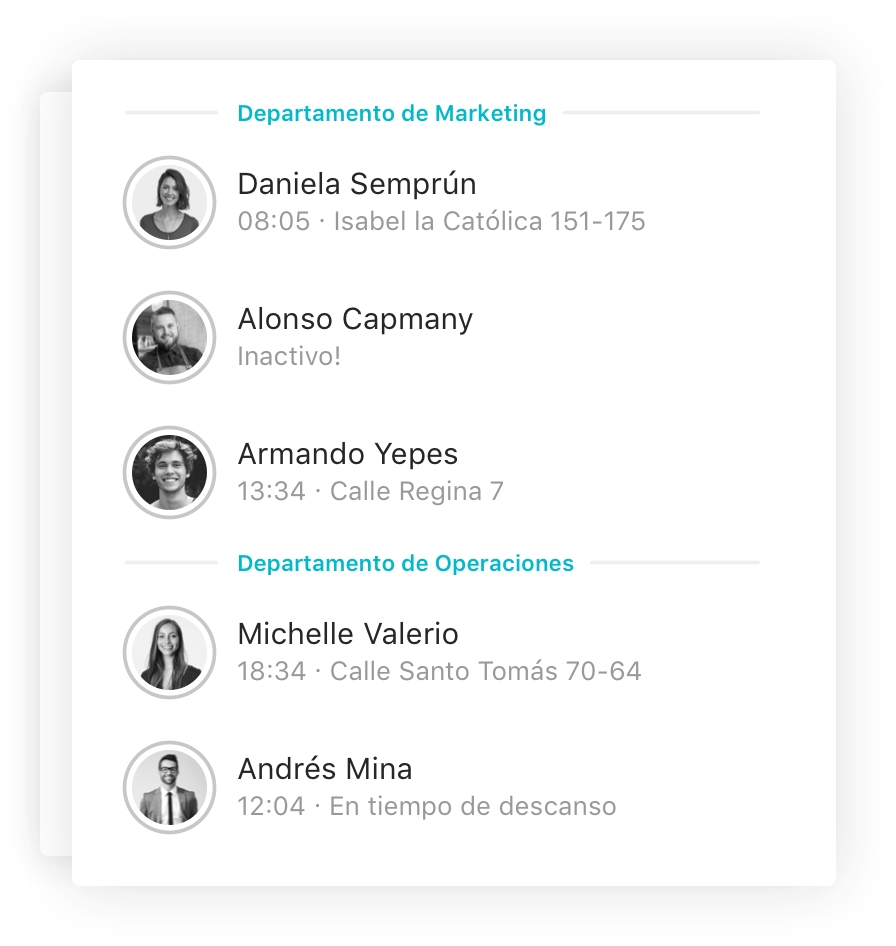 Departamento de Marketing
Daniela Semprún
08:05 · Isabel la Católica 151-175
Alonso Capmany
Inactivo!
Armando Yepes
13:34 · Calle Regina 7
Departamento de Operaciones
Michelle Valerio
18:34 · Calle Santo Tomás 70-64
Andrés Mina
12:04 · En tiempo de descanso